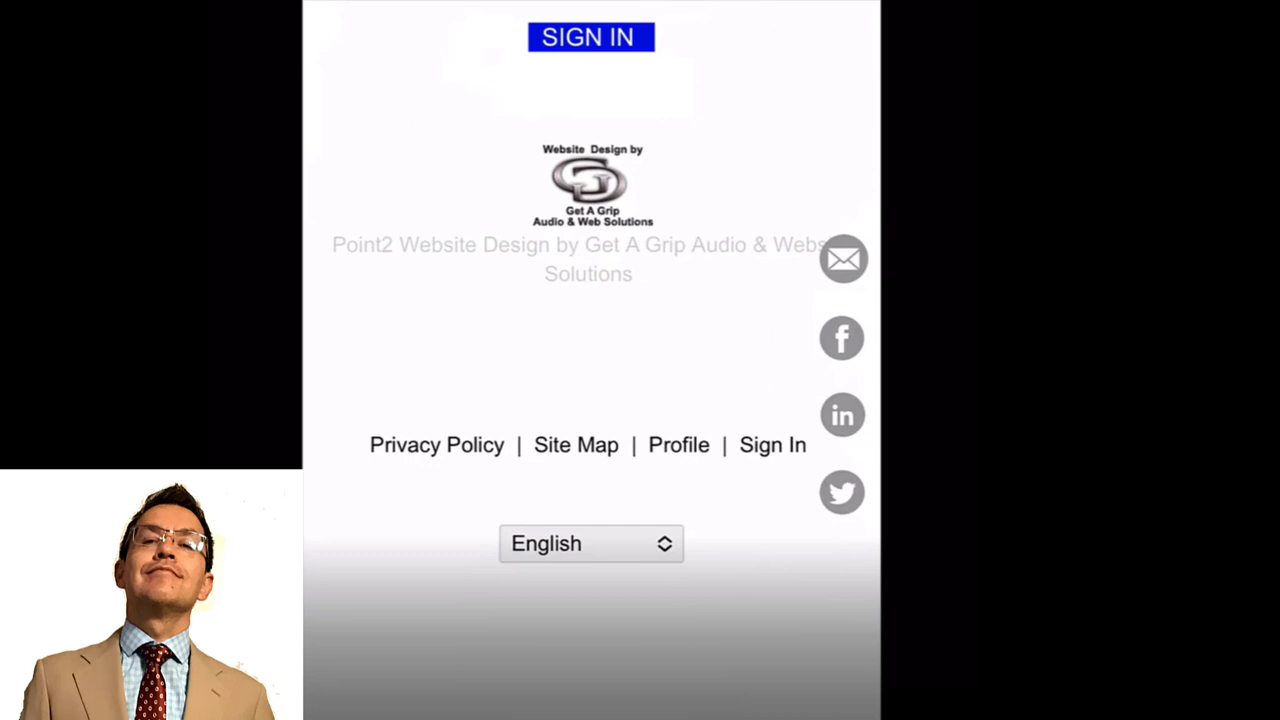 SIGN IN
Website Design by
Get A Grip
Audio & Web Solutions
Point2 Website Design by Get A Grip Audio & Webs
Solutions
Privacy Policy | Site Map | Profile | Sign In
English